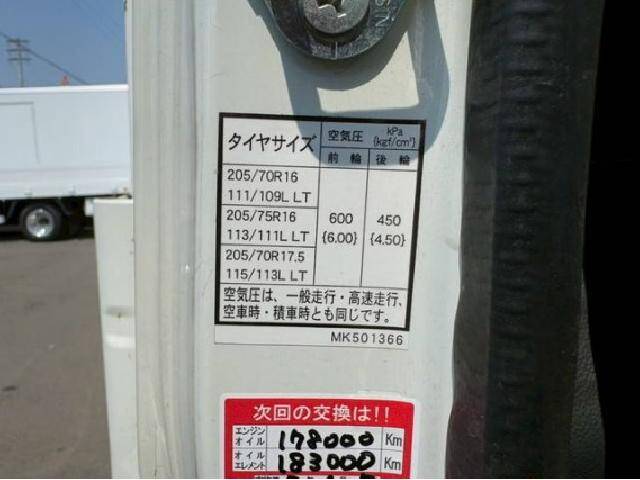 タイヤサイズ 空気圧 kPa {kgf/cm²}
前輪 後輪
205/70R16
111/109L LT
205/75R16 600 450
113/111L LT {6.00} {4.50}
205/70R17.5
115/113L LT
空気圧は、一般走行・高速走行、
空車時・積車時とも同じです。
MK501366
次回の交換は!!
エンジンオイル 178000 Km
オイルエレメント 183000 Km